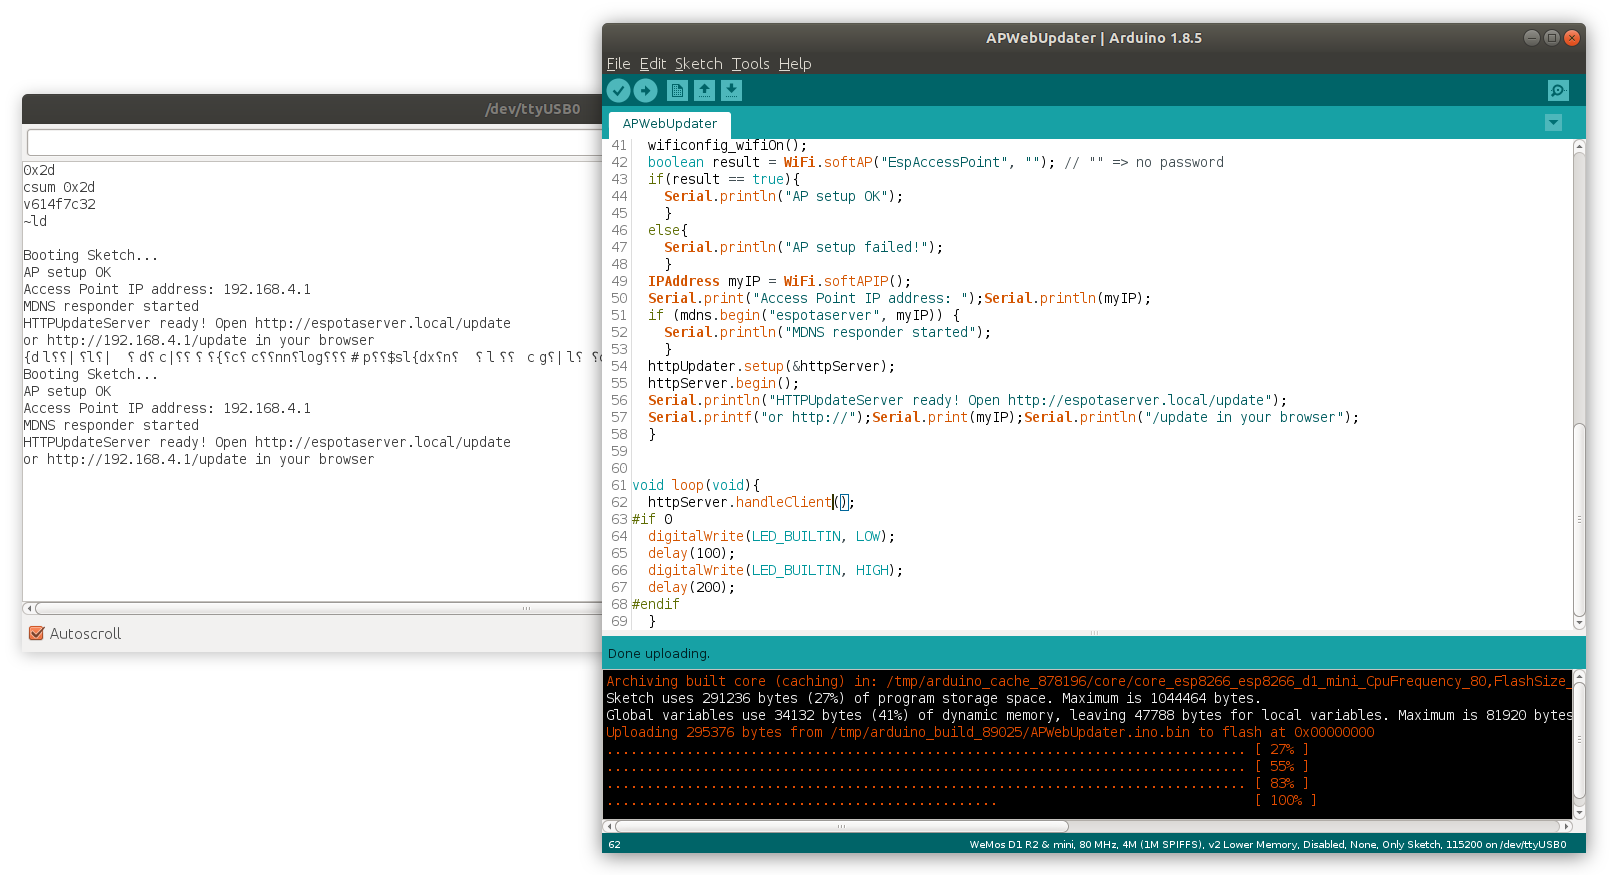 /dev/ttyUSB0
0x2d
csum 0x2d
v614f7c32
~ld
Booting Sketch...
AP setup OK
Access Point IP address: 192.168.4.1
MDNS responder started
HTTPUpdateServer ready! Open http://espotaserver.local/update
or http://192.168.4.1/update in your browser
Booting Sketch...
AP setup OK
Access Point IP address: 192.168.4.1
MDNS responder started
HTTPUpdateServer ready! Open http://espotaserver.local/update
or http://192.168.4.1/update in your browser
Autoscroll
APWebUpdater | Arduino 1.8.5
File Edit Sketch Tools Help
APWebUpdater
41 wificonfig_wifiOn();
42 boolean result = WiFi.softAP("EspAccessPoint", ""); // "" => no password
43 if(result == true){
44 Serial.println("AP setup OK");
45 }
46 else{
47 Serial.println("AP setup failed!");
48 }
49 IPAddress myIP = WiFi.softAPIP();
50 Serial.print("Access Point IP address: ");Serial.println(myIP);
51 if (mdns.begin("espotaserver", myIP)) {
52 Serial.println("MDNS responder started");
53 }
54 httpUpdater.setup(&httpServer);
55 httpServer.begin();
56 Serial.println("HTTPUpdateServer ready! Open http://espotaserver.local/update");
57 Serial.printf("or http://");Serial.print(myIP);Serial.println("/update in your browser");
58 }
59
60
61 void loop(void){
62 httpServer.handleClient();
63 #if 0
64 digitalWrite(LED_BUILTIN, LOW);
65 delay(100);
66 digitalWrite(LED_BUILTIN, HIGH);
67 delay(200);
68 #endif
69 }
Done uploading.
Archiving built core (caching) in: /tmp/arduino_cache_878196/core/core_esp8266_esp8266_d1_mini_CpuFrequency_80,FlashSize_
Sketch uses 291236 bytes (27%) of program storage space. Maximum is 1044464 bytes.
Global variables use 34132 bytes (41%) of dynamic memory, leaving 47788 bytes for local variables. Maximum is 81920 bytes
Uploading 295376 bytes from /tmp/arduino_build_89025/APWebUpdater.ino.bin to flash at 0x00000000
................................................................................ [ 27% ]
................................................................................ [ 55% ]
................................................................................ [ 83% ]
................................................. [ 100% ]
62 WeMos D1 R2 & mini, 80 MHz, 4M (1M SPIFFS), v2 Lower Memory, Disabled, None, Only Sketch, 115200 on /dev/ttyUSB0